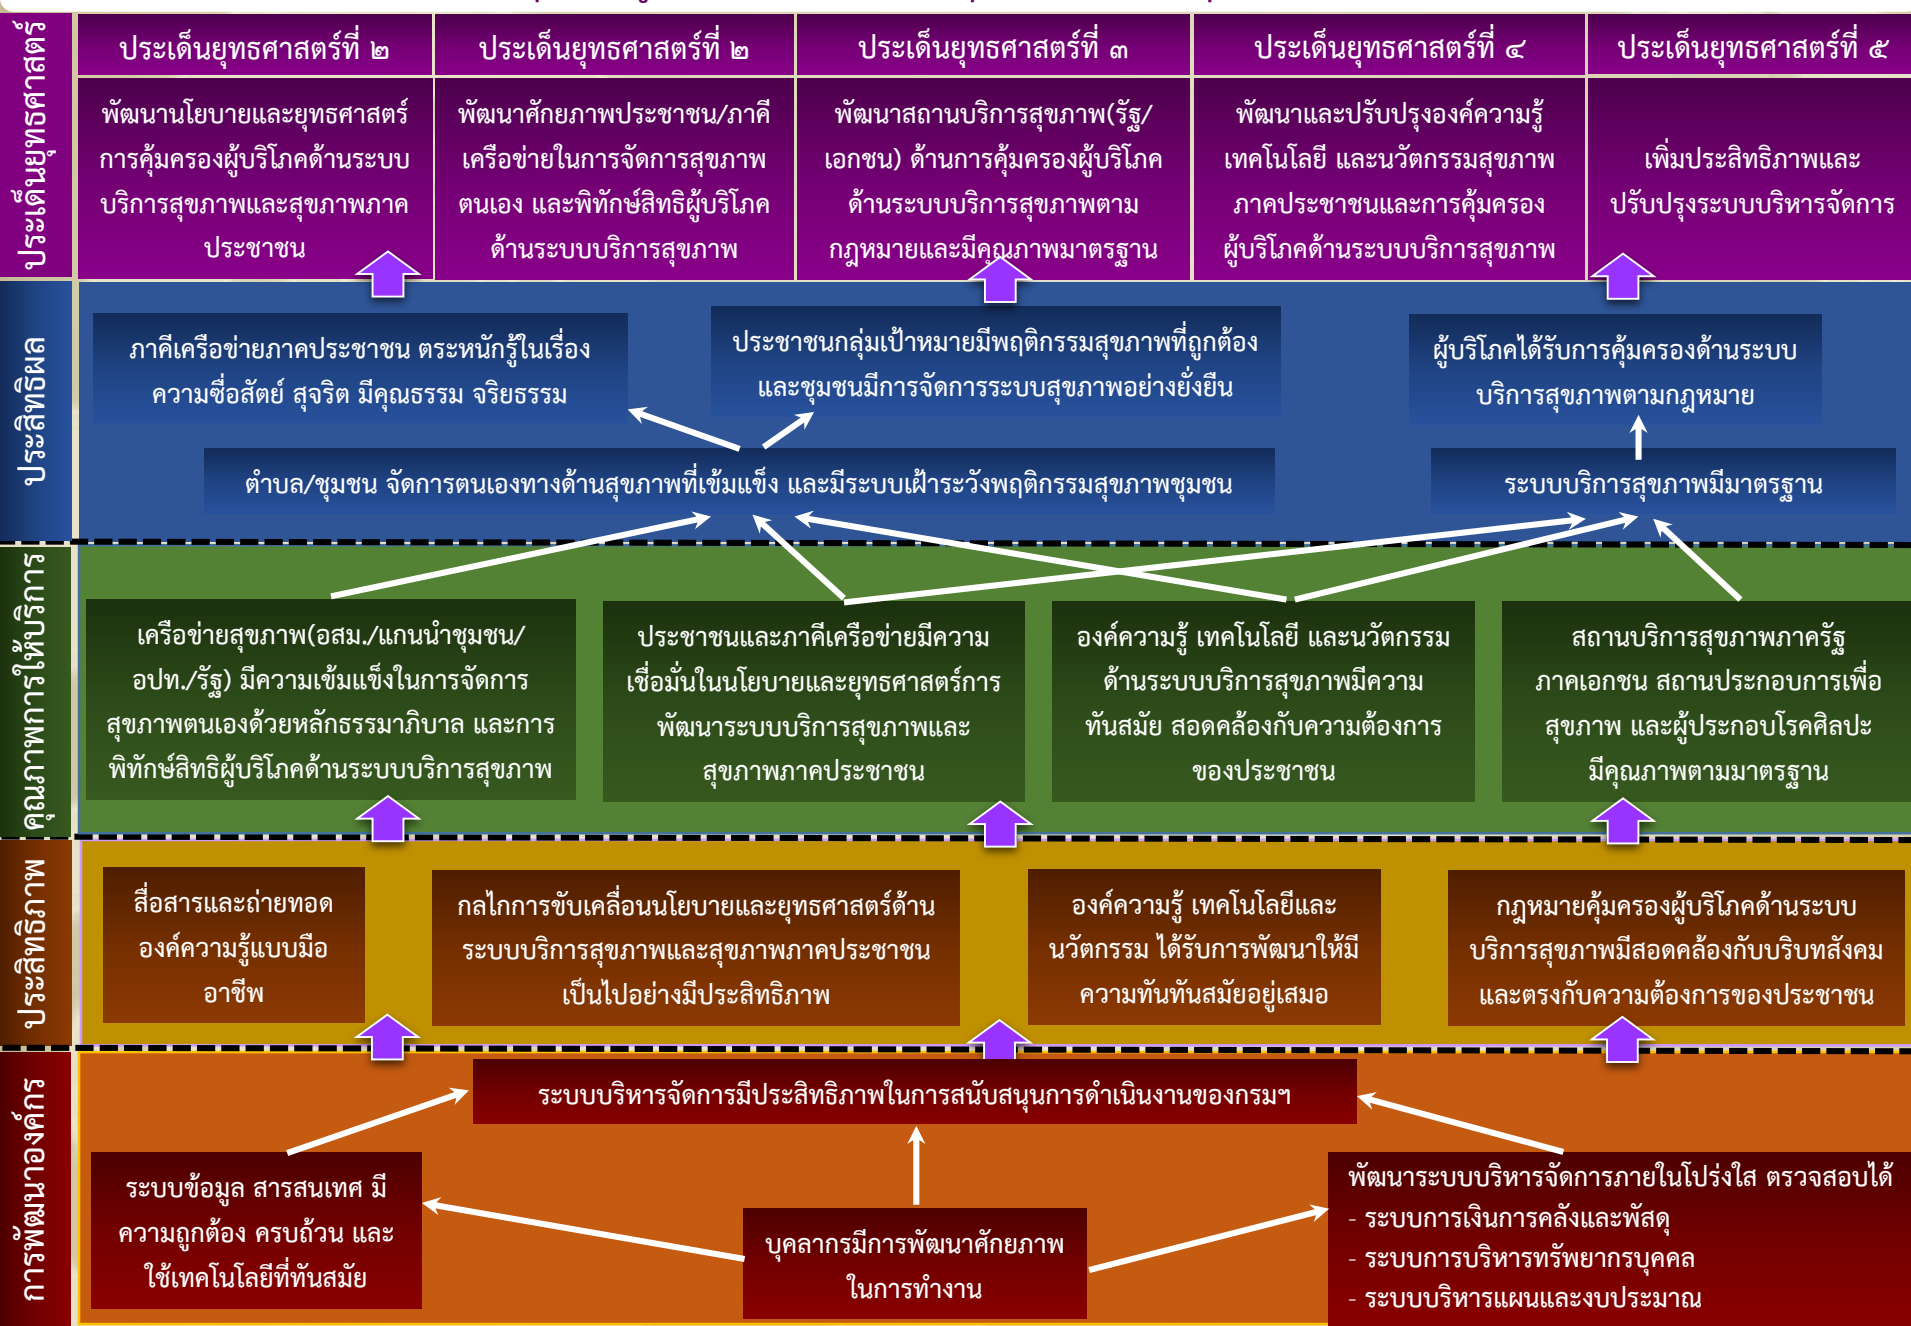 ประเด็นยุทธศาสตร์
ประเด็นยุทธศาสตร์ที่ ๒
ประเด็นยุทธศาสตร์ที่ ๒
ประเด็นยุทธศาสตร์ที่ ๓
ประเด็นยุทธศาสตร์ที่ ๔
ประเด็นยุทธศาสตร์ที่ ๕
พัฒนานโยบายและยุทธศาสตร์
การคุ้มครองผู้บริโภคด้านระบบ
บริการสุขภาพและสุขภาพภาค
ประชาชน
พัฒนาศักยภาพประชาชน/ภาคี
เครือข่ายในการจัดการสุขภาพ
ตนเอง และพิทักษ์สิทธิผู้บริโภค
ด้านระบบบริการสุขภาพ
พัฒนาสถานบริการสุขภาพ(รัฐ/
เอกชน) ด้านการคุ้มครองผู้บริโภค
ด้านระบบบริการสุขภาพตาม
กฎหมายและมีคุณภาพมาตรฐาน
พัฒนาและปรับปรุงองค์ความรู้
เทคโนโลยี และนวัตกรรมสุขภาพ
ภาคประชาชนและการคุ้มครอง
ผู้บริโภคด้านระบบบริการสุขภาพ
เพิ่มประสิทธิภาพและ
ปรับปรุงระบบบริหารจัดการ
ประสิทธิผล
ภาคีเครือข่ายภาคประชาชน ตระหนักรู้ในเรื่อง
ความซื่อสัตย์ สุจริต มีคุณธรรม จริยธรรม
ประชาชนกลุ่มเป้าหมายมีพฤติกรรมสุขภาพที่ถูกต้อง
และชุมชนมีการจัดการระบบสุขภาพอย่างยั่งยืน
ผู้บริโภคได้รับการคุ้มครองด้านระบบ
บริการสุขภาพตามกฎหมาย
ตำบล/ชุมชน จัดการตนเองทางด้านสุขภาพที่เข้มแข็ง และมีระบบเฝ้าระวังพฤติกรรมสุขภาพชุมชน
ระบบบริการสุขภาพมีมาตรฐาน
คุณภาพการให้บริการ
เครือข่ายสุขภาพ(อสม./แกนนำชุมชน/
อปท./รัฐ) มีความเข้มแข็งในการจัดการ
สุขภาพตนเองด้วยหลักธรรมาภิบาล และการ
พิทักษ์สิทธิผู้บริโภคด้านระบบบริการสุขภาพ
ประชาชนและภาคีเครือข่ายมีความ
เชื่อมั่นในนโยบายและยุทธศาสตร์การ
พัฒนาระบบบริการสุขภาพและ
สุขภาพภาคประชาชน
องค์ความรู้ เทคโนโลยี และนวัตกรรม
ด้านระบบบริการสุขภาพมีความ
ทันสมัย สอดคล้องกับความต้องการ
ของประชาชน
สถานบริการสุขภาพภาครัฐ
ภาคเอกชน สถานประกอบการเพื่อ
สุขภาพ และผู้ประกอบโรคศิลปะ
มีคุณภาพตามมาตรฐาน
ประสิทธิภาพ
สื่อสารและถ่ายทอด
องค์ความรู้แบบมือ
อาชีพ
กลไกการขับเคลื่อนนโยบายและยุทธศาสตร์ด้าน
ระบบบริการสุขภาพและสุขภาพภาคประชาชน
เป็นไปอย่างมีประสิทธิภาพ
องค์ความรู้ เทคโนโลยีและ
นวัตกรรม ได้รับการพัฒนาให้มี
ความทันทันสมัยอยู่เสมอ
กฎหมายคุ้มครองผู้บริโภคด้านระบบ
บริการสุขภาพมีสอดคล้องกับบริบทสังคม
และตรงกับความต้องการของประชาชน
การพัฒนาองค์กร
ระบบบริหารจัดการมีประสิทธิภาพในการสนับสนุนการดำเนินงานของกรมฯ
ระบบข้อมูล สารสนเทศ มี
ความถูกต้อง ครบถ้วน และ
ใช้เทคโนโลยีที่ทันสมัย
บุคลากรมีการพัฒนาศักยภาพ
ในการทำงาน
พัฒนาระบบบริหารจัดการภายในโปร่งใส ตรวจสอบได้
- ระบบการเงินการคลังและพัสดุ
- ระบบการบริหารทรัพยากรบุคคล
- ระบบบริหารแผนและงบประมาณ